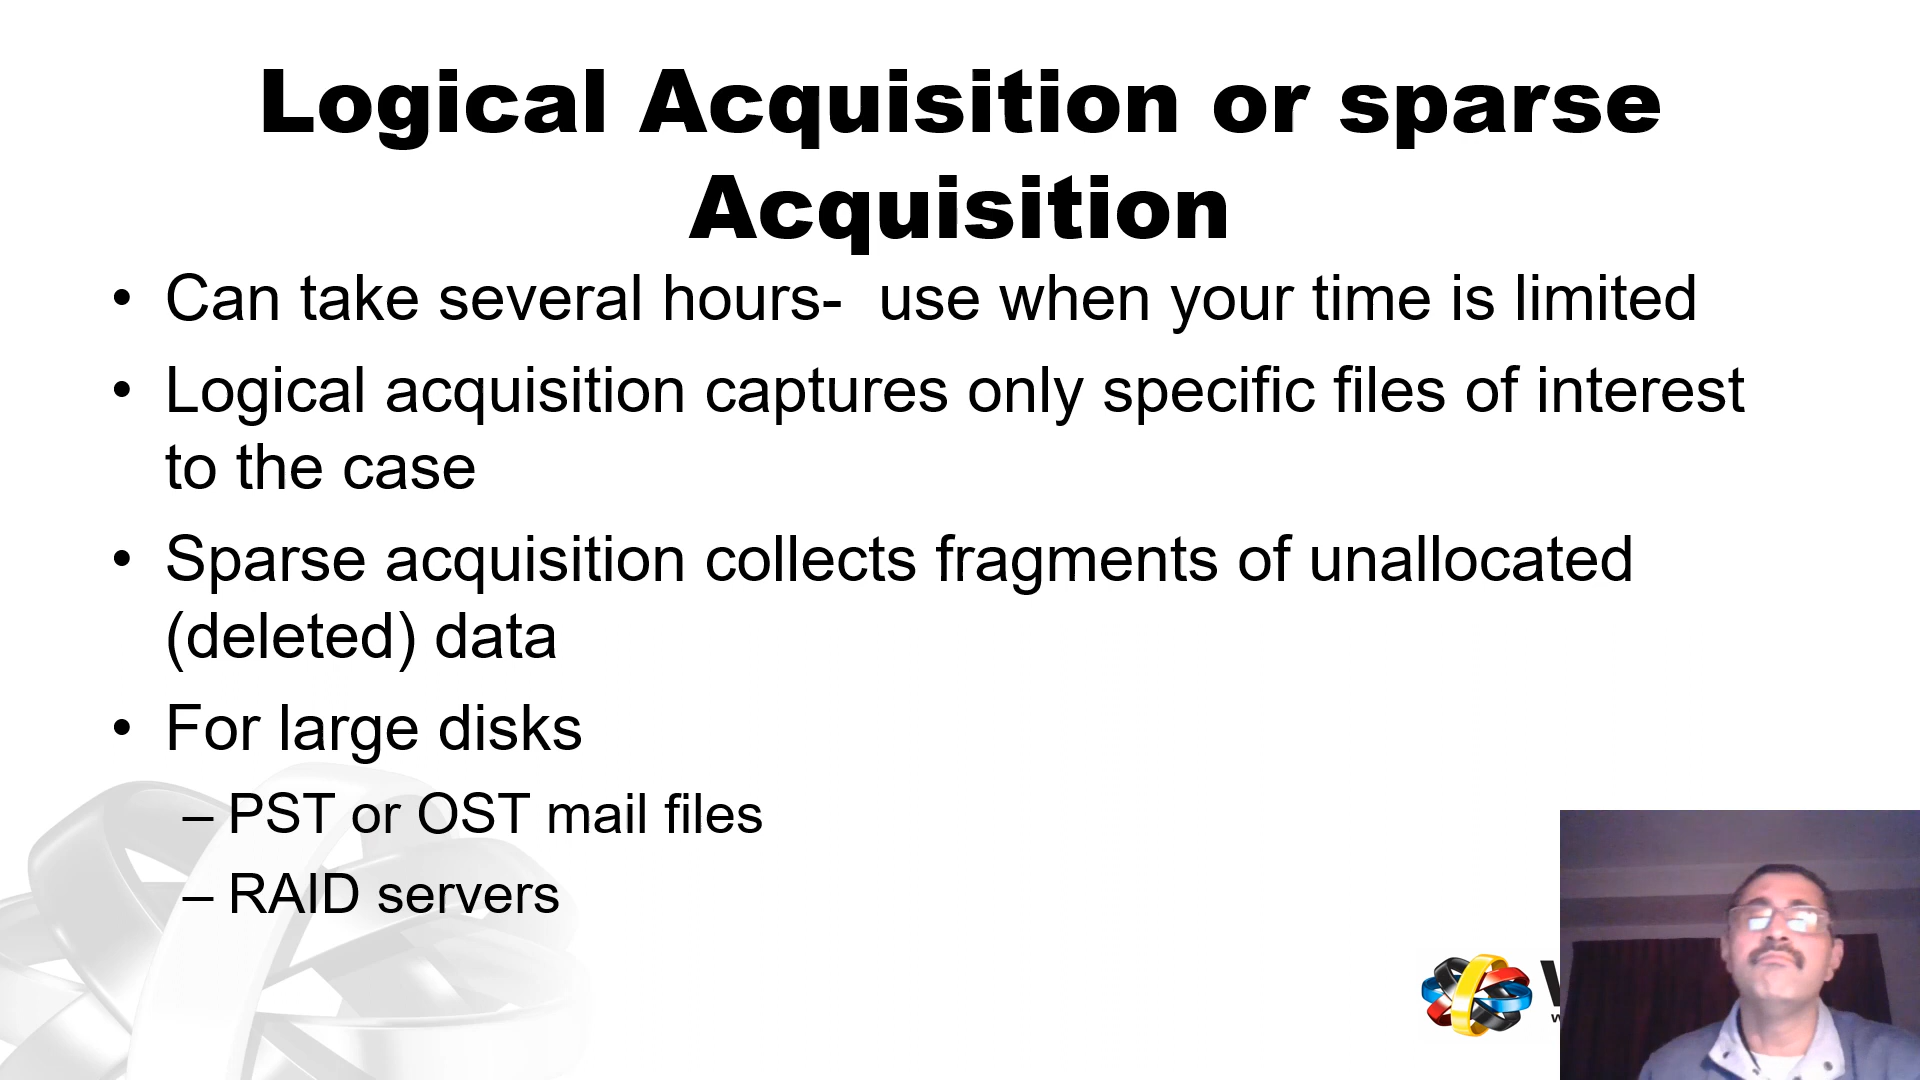 Logical Acquisition or sparse
Acquisition
• Can take several hours-  use when your time is limited
• Logical acquisition captures only specific files of interest
to the case
• Sparse acquisition collects fragments of unallocated
(deleted) data
• For large disks
– PST or OST mail files
– RAID servers